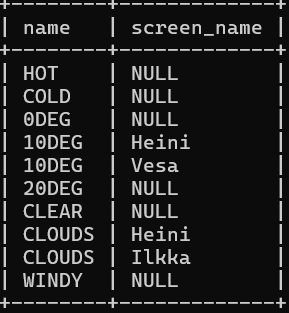 +--------+-------------+
| name   | screen_name |
+--------+-------------+
| HOT    | NULL        |
| COLD   | NULL        |
| 0DEG   | NULL        |
| 10DEG  | Heini       |
| 10DEG  | Vesa        |
| 20DEG  | NULL        |
| CLEAR  | NULL        |
| CLOUDS | Heini       |
| CLOUDS | Ilkka       |
| WINDY  | NULL        |
+--------+-------------+